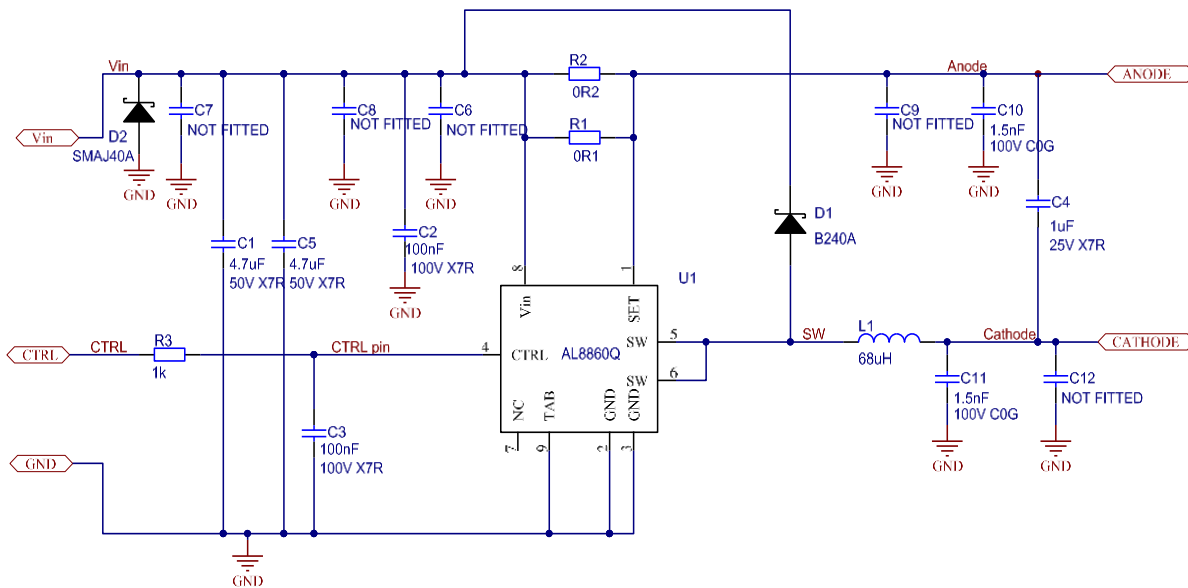 Vin
R2
0R2
Anode
ANODE
Vin
D2
SMAJ40A
C7
NOT FITTED
C8
NOT FITTED
C6
NOT FITTED
R1
0R1
C9
NOT FITTED
C10
1.5nF
100V C0G
GND
GND
GND
GND
GND
GND
C1
4.7uF
50V X7R
C5
4.7uF
50V X7R
C2
100nF
100V X7R
GND
D1
B240A
C4
1uF
25V X7R
8
1
U1
Vin
SET
CTRL
CTRL
R3
1k
CTRL pin
4
CTRL
AL8860Q
SW
5
SW
6
SW
L1
68uH
Cathode
CATHODE
C11
1.5nF
100V C0G
GND
C12
NOT FITTED
GND
NC
TAB
GND
GND
7
9
2
3
C3
100nF
100V X7R
GND
GND